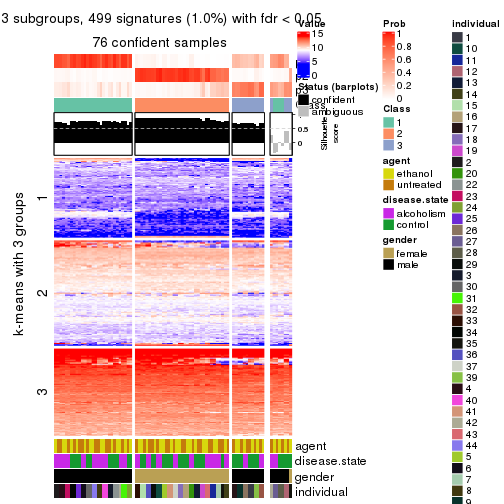 3 subgroups, 499 signatures (1.0%) with fdr < 0.05
76 confident samples
k-means with 3 groups
1
2
3
0.5
0
Silhouette
score
agent
disease.state
gender
individual
Value
15
10
5
0
Status (barplots)
confident
ambiguous
Prob
1
0.8
0.6
0.4
0.2
0
Class
1
2
3
agent
ethanol
untreated
disease.state
alcoholism
control
gender
female
male
individual
1
10
11
12
13
14
15
16
17
18
19
2
20
22
23
24
25
26
27
28
29
3
30
31
32
33
34
35
36
37
39
4
40
41
42
43
44
5
6
7
8
9